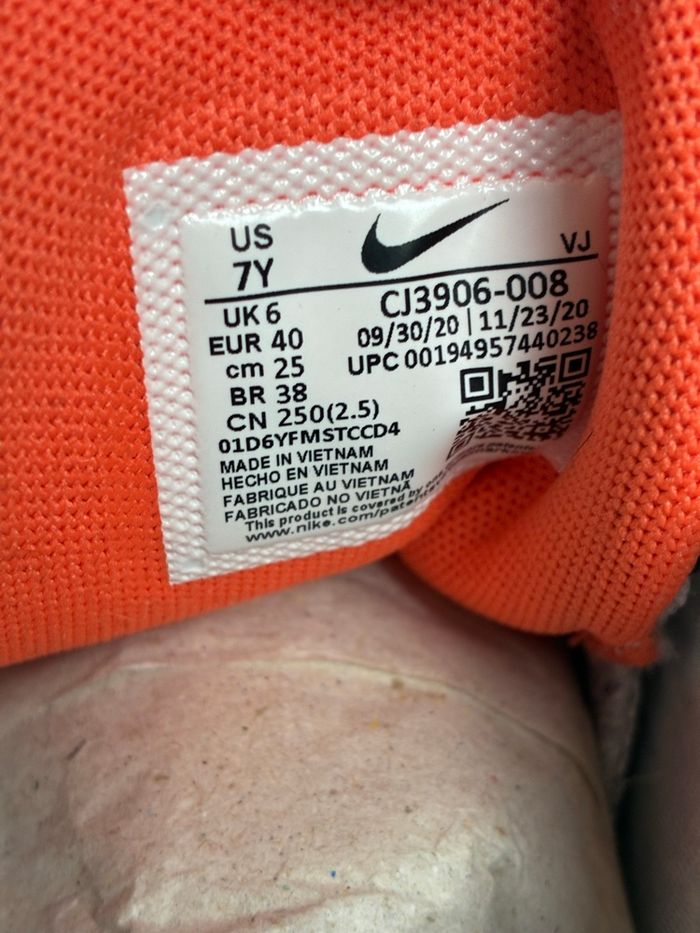 US
7Y
VJ
UK 6
EUR 40
cm 25
BR 38
CN 250(2.5)
CJ3906-008
09/30/20 | 11/23/20
UPC 00194957440238
01D6YFMSTCCD4
MADE IN VIETNAM
HECHO EN VIETNAM
FABRIQUE AU VIETNAM
FABRICADO NO VIETNÃ
This product is covered by
www.nike.com/patents